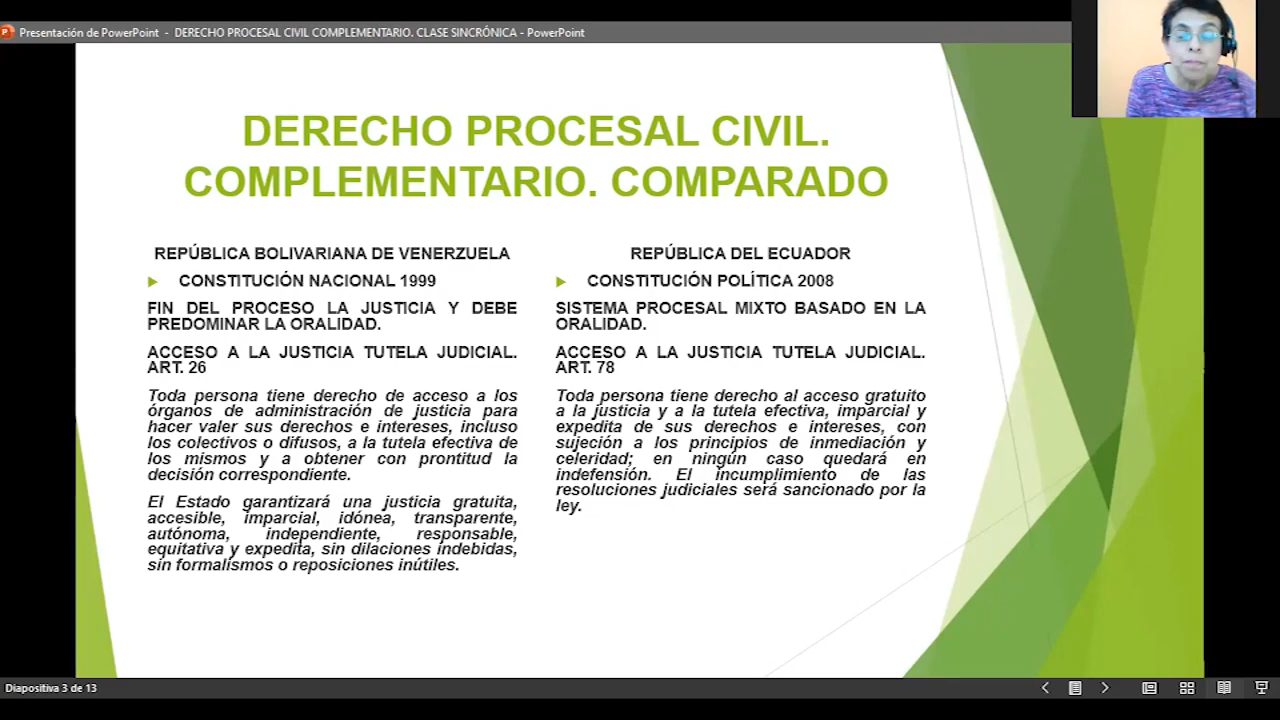 Presentación de PowerPoint - DERECHO PROCESAL CIVIL COMPLEMENTARIO. CLASE SINCRÓNICA - PowerPoint
DERECHO PROCESAL CIVIL.
COMPLEMENTARIO. COMPARADO
REPÚBLICA BOLIVARIANA DE VENERZUELA
CONSTITUCIÓN NACIONAL 1999
FIN DEL PROCESO LA JUSTICIA Y DEBE
PREDOMINAR LA ORALIDAD.
ACCESO A LA JUSTICIA TUTELA JUDICIAL.
ART. 26
Toda persona tiene derecho de acceso a los
órganos de administración de justicia para
hacer valer sus derechos e intereses, incluso
los colectivos o difusos, a la tutela efectiva de
los mismos y a obtener con prontitud la
decisión correspondiente.
El Estado garantizará una justicia gratuita,
accesible, imparcial, idónea, transparente,
autónoma, independiente, responsable,
equitativa y expedita, sin dilaciones indebidas,
sin formalismos o reposiciones inútiles.
REPÚBLICA DEL ECUADOR
CONSTITUCIÓN POLÍTICA 2008
SISTEMA PROCESAL MIXTO BASADO EN LA
ORALIDAD.
ACCESO A LA JUSTICIA TUTELA JUDICIAL.
ART. 78
Toda persona tiene derecho al acceso gratuito
a la justicia y a la tutela efectiva, imparcial y
expedita de sus derechos e intereses, con
sujeción a los principios de inmediación y
celeridad; en ningún caso quedará en
indefensión. El incumplimiento de las
resoluciones judiciales será sancionado por la
ley.
Diapositiva 3 de 13